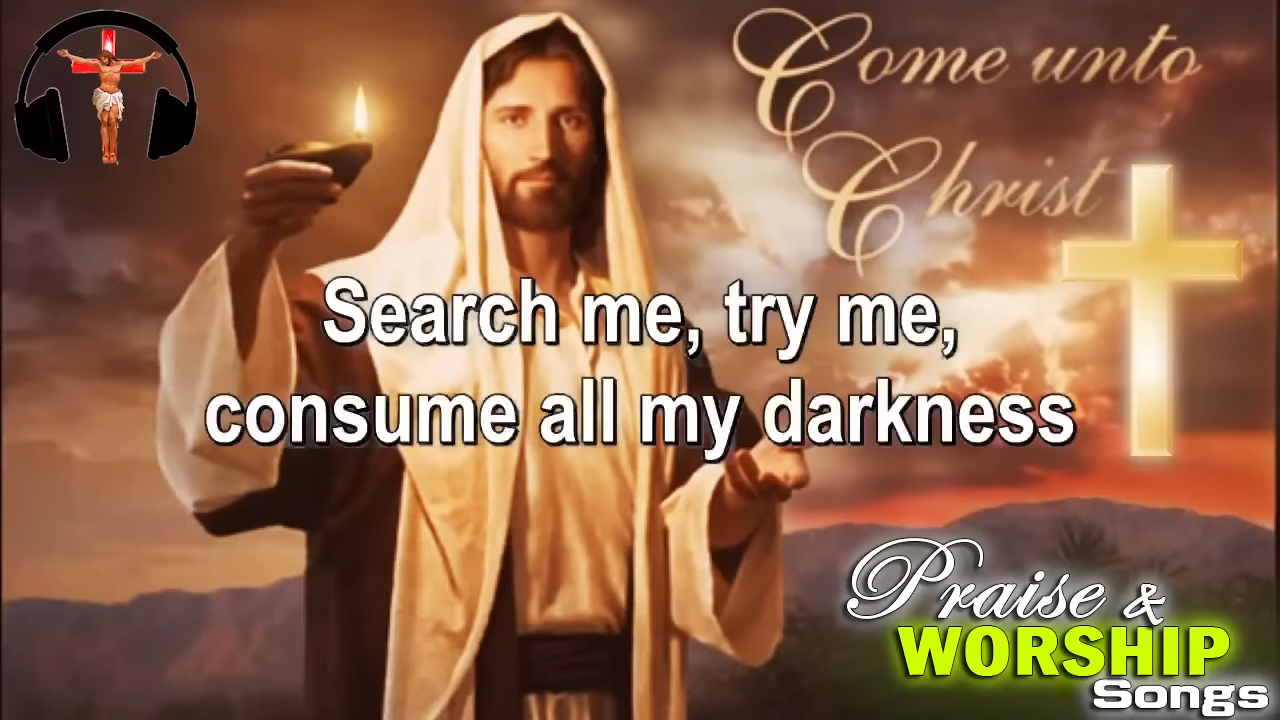 Come unto
Christ
Search me, try me,
consume all my darkness
Praise &
WORSHIP
Songs